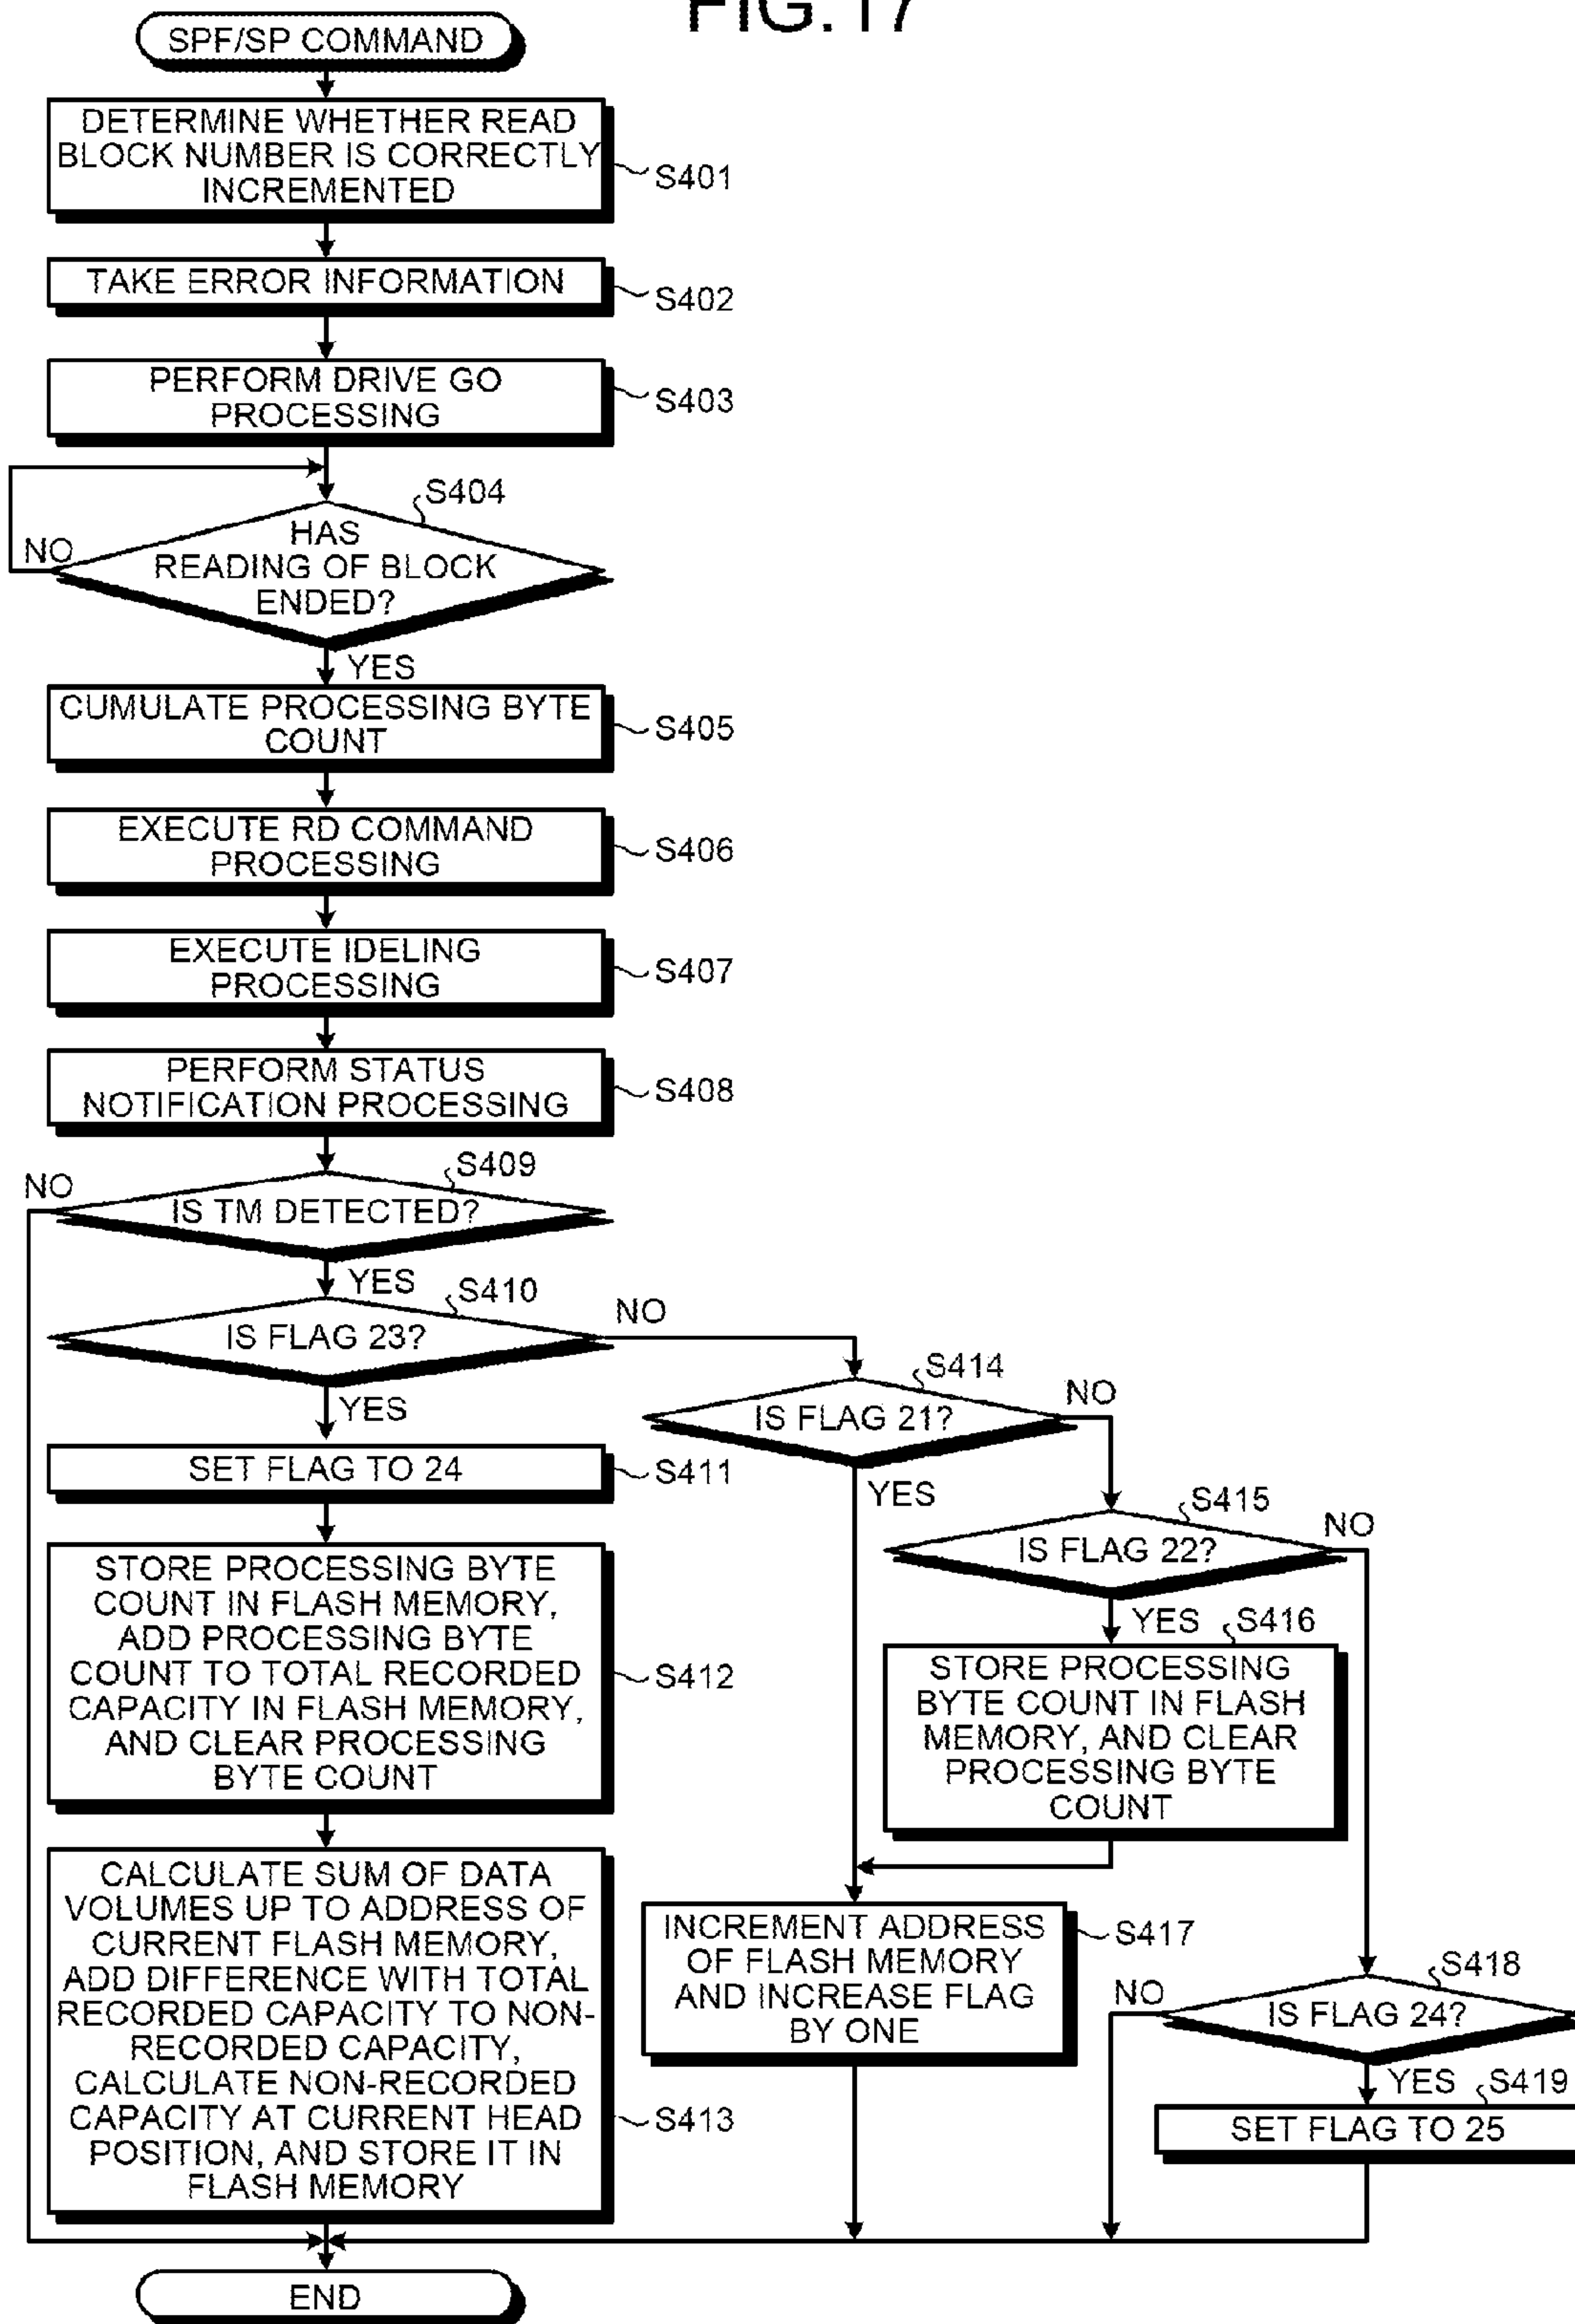 FIG.17
SPF/SP COMMAND
DETERMINE WHETHER READ
BLOCK NUMBER IS CORRECTLY
INCREMENTED
S401
TAKE ERROR INFORMATION
S402
PERFORM DRIVE GO
PROCESSING
S403
S404
HAS
READING OF BLOCK
ENDED?
NO
YES
CUMULATE PROCESSING BYTE
COUNT
S405
EXECUTE RD COMMAND
PROCESSING
S406
EXECUTE IDELING
PROCESSING
S407
PERFORM STATUS
NOTIFICATION PROCESSING
S408
S409
NO
IS TM DETECTED?
YES
S410
NO
IS FLAG 23?
YES
SET FLAG TO 24
S411
STORE PROCESSING BYTE
COUNT IN FLASH MEMORY,
ADD PROCESSING BYTE
COUNT TO TOTAL RECORDED
CAPACITY IN FLASH MEMORY,
AND CLEAR PROCESSING
BYTE COUNT
S412
CALCULATE SUM OF DATA
VOLUMES UP TO ADDRESS OF
CURRENT FLASH MEMORY,
ADD DIFFERENCE WITH TOTAL
RECORDED CAPACITY TO NON-
RECORDED CAPACITY,
CALCULATE NON-RECORDED
CAPACITY AT CURRENT HEAD
POSITION, AND STORE IT IN
FLASH MEMORY
S413
S414
NO
IS FLAG 21?
YES
S415
NO
IS FLAG 22?
YES
S416
STORE PROCESSING
BYTE COUNT IN FLASH
MEMORY, AND CLEAR
PROCESSING BYTE
COUNT
INCREMENT ADDRESS
OF FLASH MEMORY
AND INCREASE FLAG
BY ONE
S417
S418
NO
IS FLAG 24?
YES
S419
SET FLAG TO 25
END